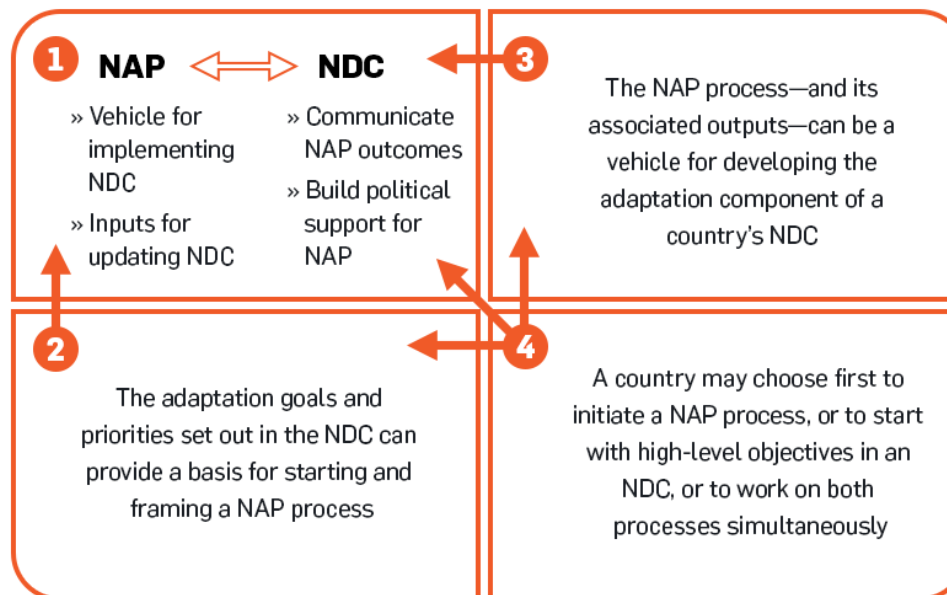 1
NAP
NDC
» Vehicle for
implementing
NDC
» Inputs for
updating NDC
» Communicate
NAP outcomes
» Build political
support for
NAP
3
The NAP process—and its
associated outputs—can be a
vehicle for developing the
adaptation component of a
country's NDC
2
The adaptation goals and
priorities set out in the NDC can
provide a basis for starting and
framing a NAP process
4
A country may choose first to
initiate a NAP process, or to start
with high-level objectives in an
NDC, or to work on both
processes simultaneously